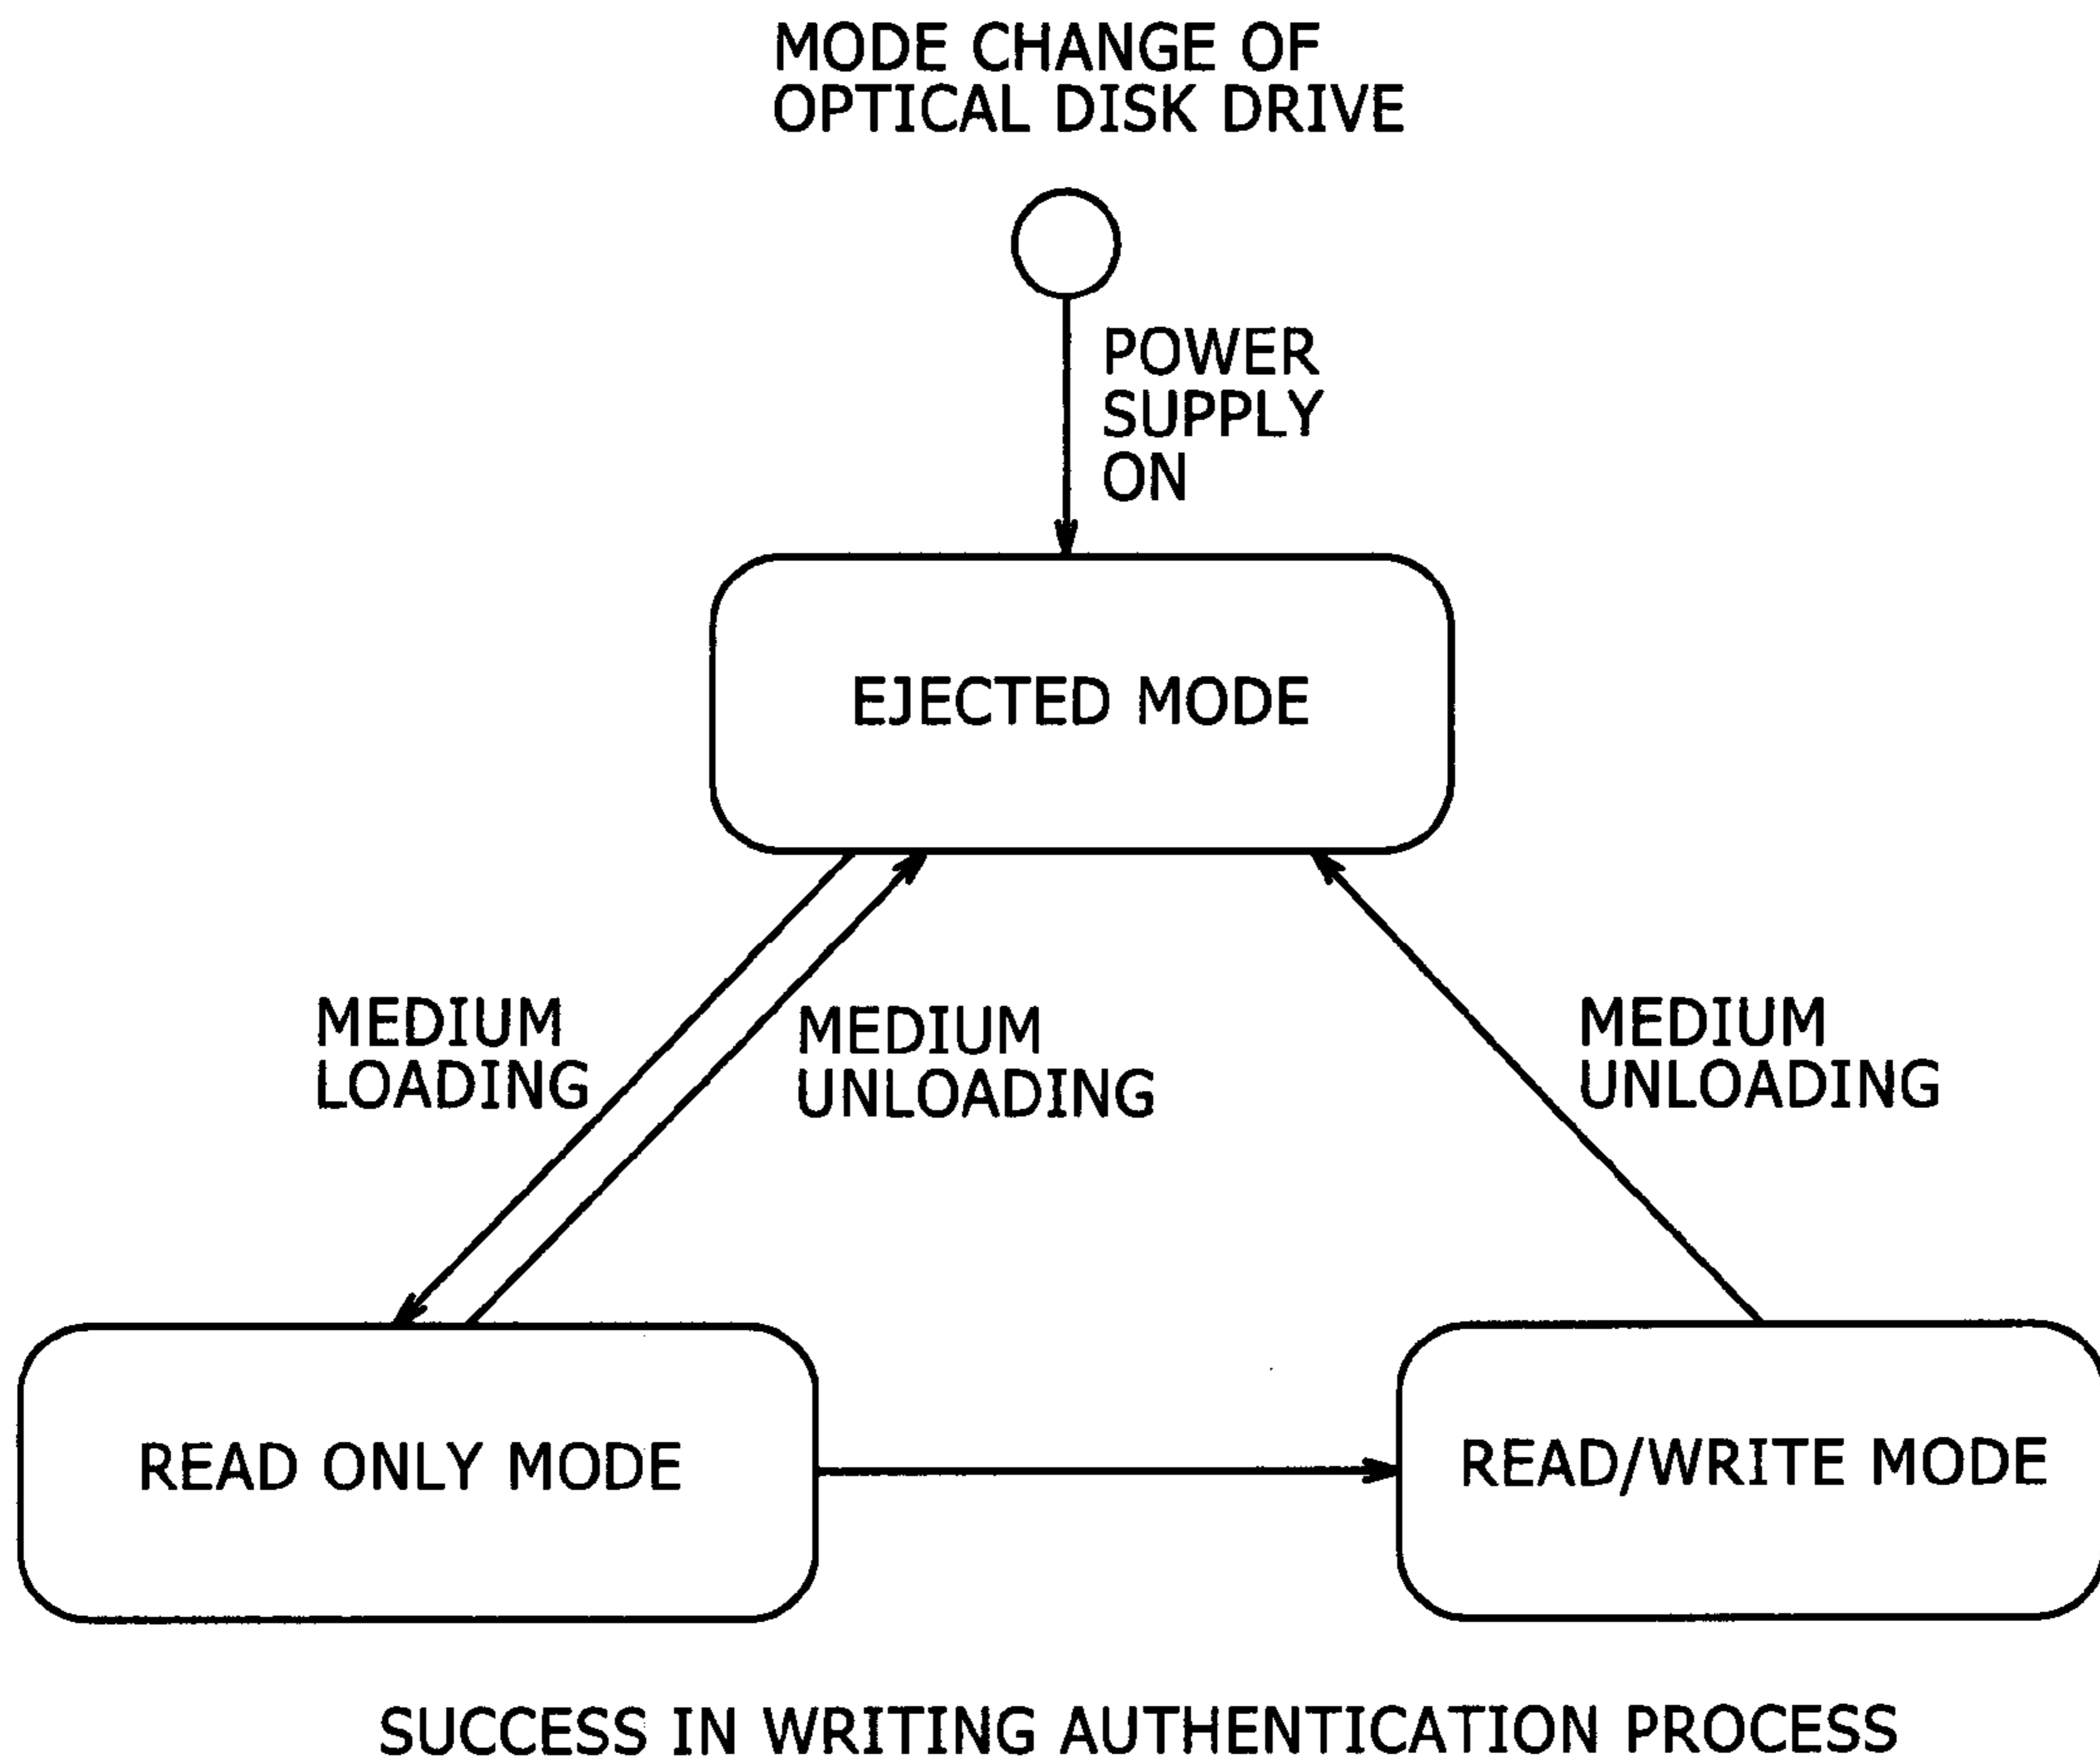 MODE CHANGE OF
OPTICAL DISK DRIVE
POWER
SUPPLY
ON
EJECTED MODE
MEDIUM
LOADING
MEDIUM
UNLOADING
MEDIUM
UNLOADING
READ ONLY MODE
READ/WRITE MODE
SUCCESS IN WRITING AUTHENTICATION PROCESS